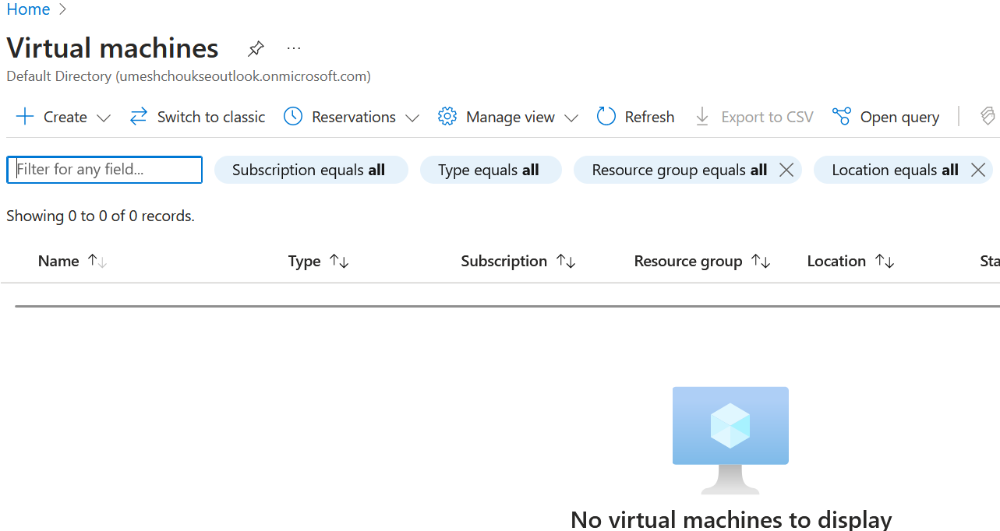 Home
Virtual machines
Default Directory (umeshchoukseoutlook.onmicrosoft.com)
Create Switch to classic Reservations Manage view Refresh Export to CSV Open query
Filter for any field... Subscription equals all Type equals all Resource group equals all Location equals all
Showing 0 to 0 of 0 records.
Name Type Subscription Resource group Location Sta
No virtual machines to display